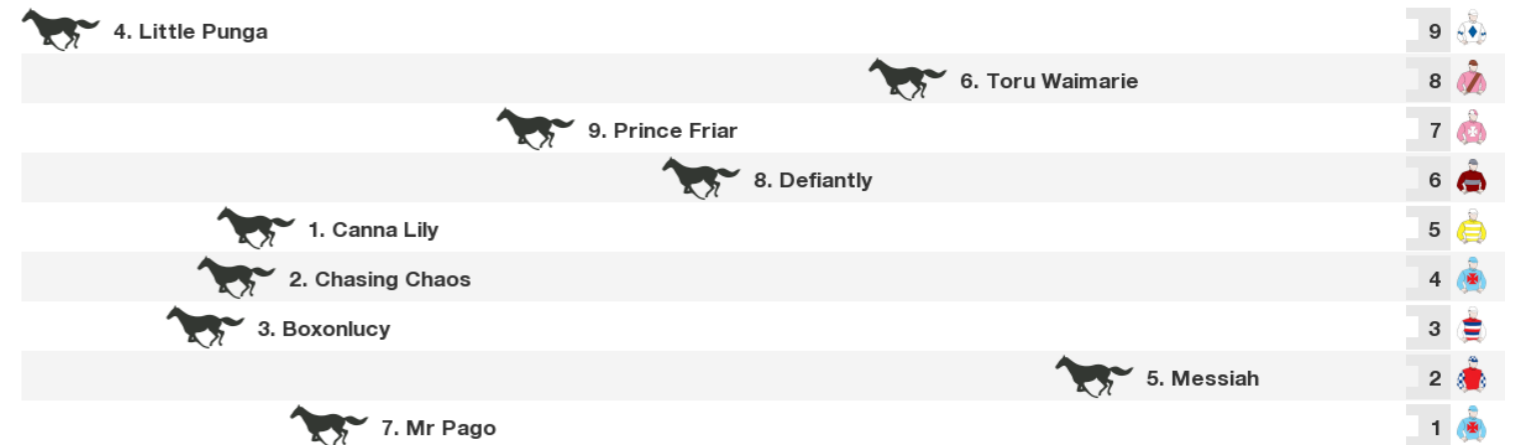 4. Little Punga 9
6. Toru Waimarie 8
9. Prince Friar 7
8. Defiantly 6
1. Canna Lily 5
2. Chasing Chaos 4
3. Boxonlucy 3
5. Messiah 2
7. Mr Pago 1